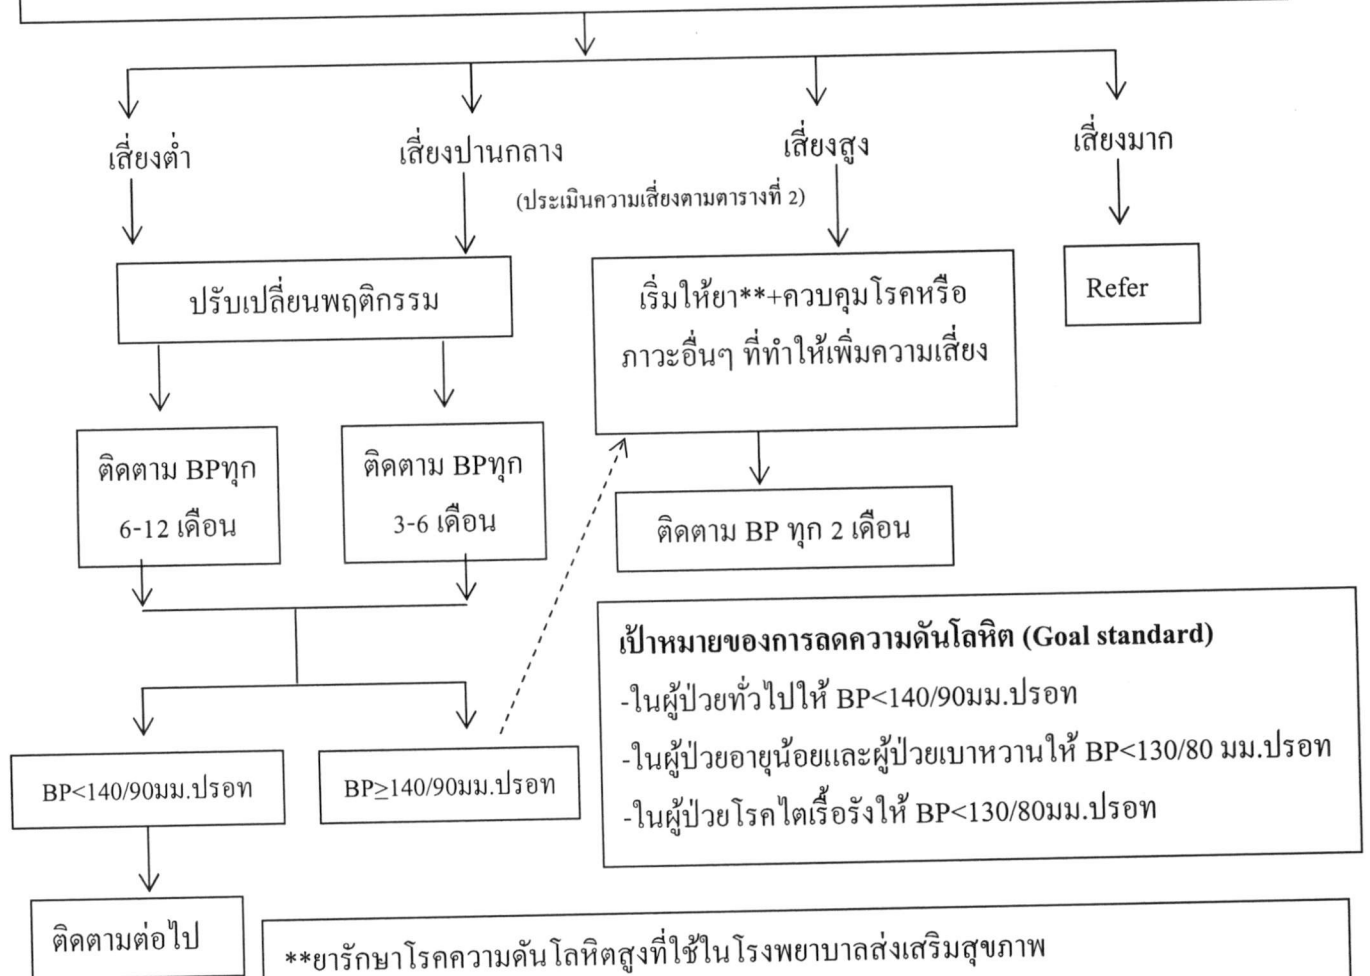 เสี่ยงต่ำ
เสี่ยงปานกลาง
เสี่ยงสูง
เสี่ยงมาก
(ประเมินความเสี่ยงตามตารางที่ 2)
ปรับเปลี่ยนพฤติกรรม
เริ่มให้ยา**+ควบคุมโรคหรือ
ภาวะอื่นๆ ที่ทำให้เพิ่มความเสี่ยง
Refer
ติดตาม BPทุก
6-12 เดือน
ติดตาม BPทุก
3-6 เดือน
ติดตาม BP ทุก 2 เดือน
เป้าหมายของการลดความดันโลหิต (Goal standard)
-ในผู้ป่วยทั่วไปให้ BP<140/90มม.ปรอท
-ในผู้ป่วยอายุน้อยและผู้ป่วยเบาหวานให้ BP<130/80 มม.ปรอท
-ในผู้ป่วยโรคไตเรื้อรังให้ BP<130/80มม.ปรอท
BP<140/90มม.ปรอท
BP≥140/90มม.ปรอท
ติดตามต่อไป
**ยารักษาโรคความดันโลหิตสูงที่ใช้ในโรงพยาบาลส่งเสริมสุขภาพ